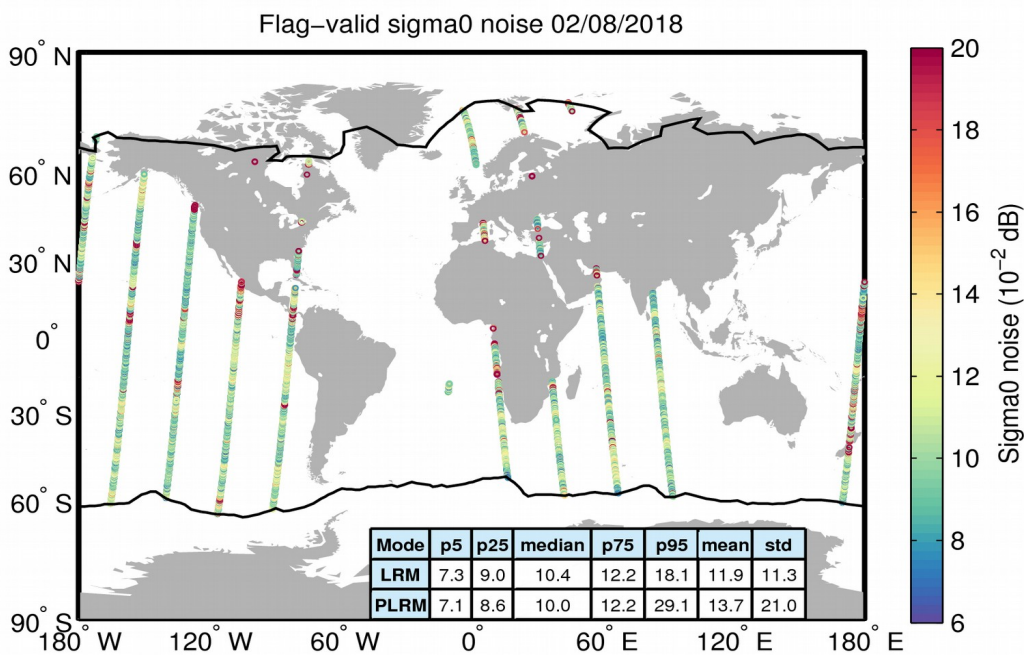 Flag−valid sigma0 noise 02/08/2018
90° N
60° N
30° N
0°
30° S
60° S
90° S
180° W
120° W
60° W
0°
60° E
120° E
180° E
20
18
16
14
12
10
8
6
Sigma0 noise (10⁻² dB)
Mode p5 p25 median p75 p95 mean std
LRM 7.3 9.0 10.4 12.2 18.1 11.9 11.3
PLRM 7.1 8.6 10.0 12.2 29.1 13.7 21.0